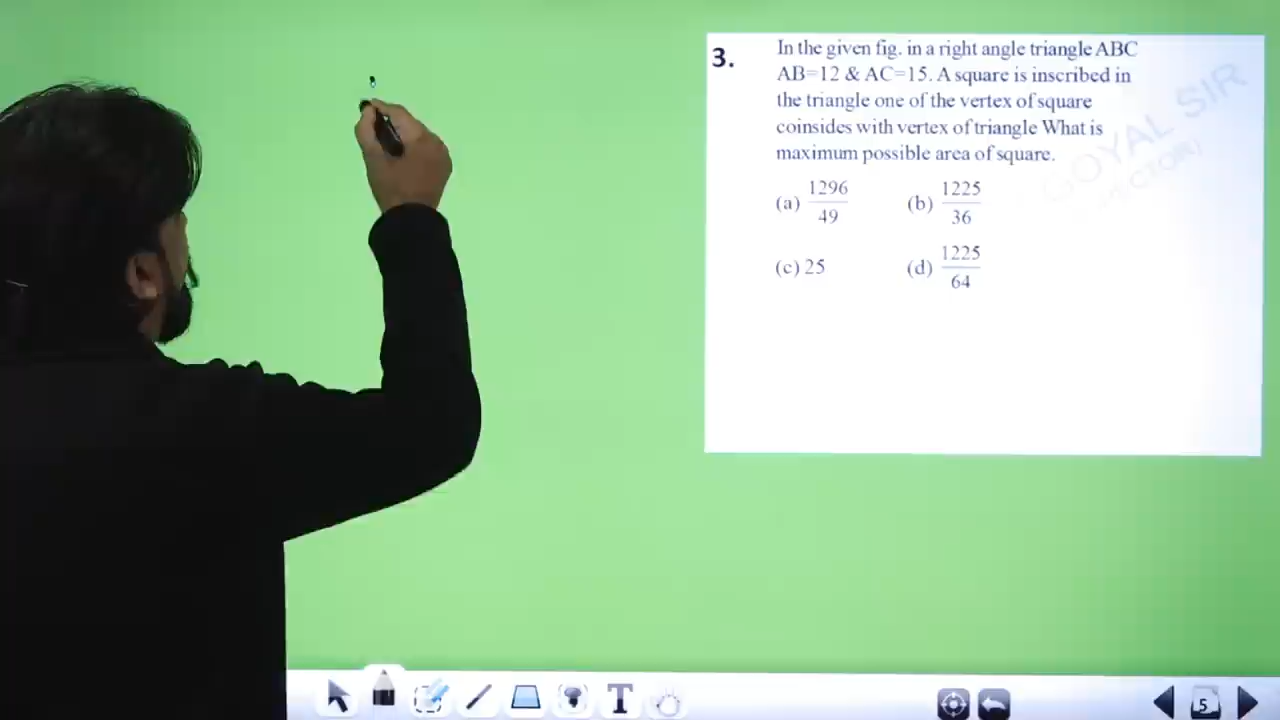 3.
In the given fig. in a right angle triangle ABC
AB=12 & AC=15. A square is inscribed in
the triangle one of the vertex of square
coinsides with vertex of triangle What is
maximum possible area of square.
(a) 1296/49 (b) 1225/36
(c) 25 (d) 1225/64
GOYAL SIR
T
5